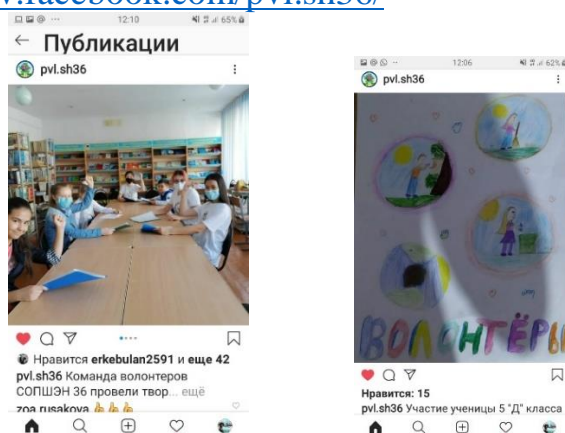 w.facebook.com/pvl.sh36/
12:10
65%
Публикации
pvl.sh36
Нравится erkebulan2591 и еще 42
pvl.sh36 Команда волонтеров
СОПШЭН 36 провели твор... ещё
zoa.rusakova
12:06
62%
pvl.sh36
ВОЛОНТЁРЫ
Нравится: 15
pvl.sh36 Участие ученицы 5 "Д" класса